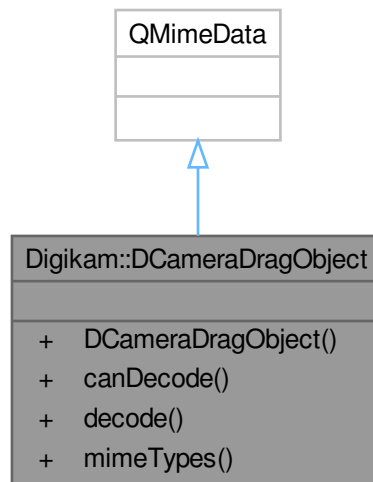 QMimeData
Digikam::DCameraDragObject
+ DCameraDragObject()
+ canDecode()
+ decode()
+ mimeTypes()